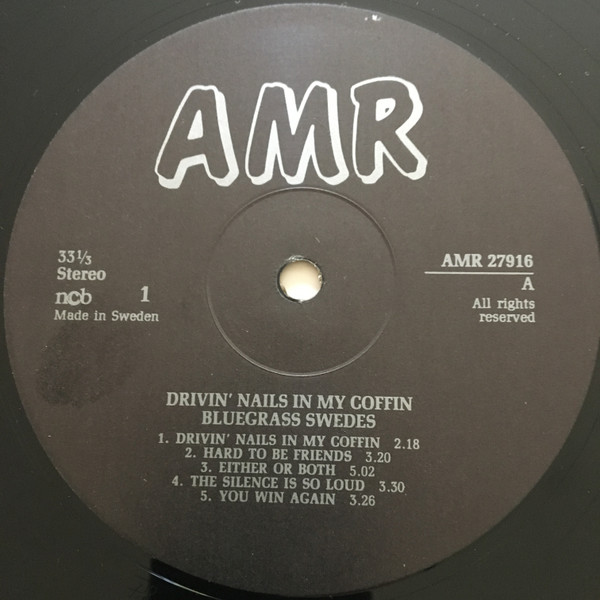 AMR
33⅓
Stereo
ncb 1
Made in Sweden
AMR 27916
A
All rights
reserved
DRIVIN' NAILS IN MY COFFIN
BLUEGRASS SWEDES
1. DRIVIN' NAILS IN MY COFFIN 2.18
2. HARD TO BE FRIENDS 3.20
3. EITHER OR BOTH 5.02
4. THE SILENCE IS SO LOUD 3.30
5. YOU WIN AGAIN 3.26